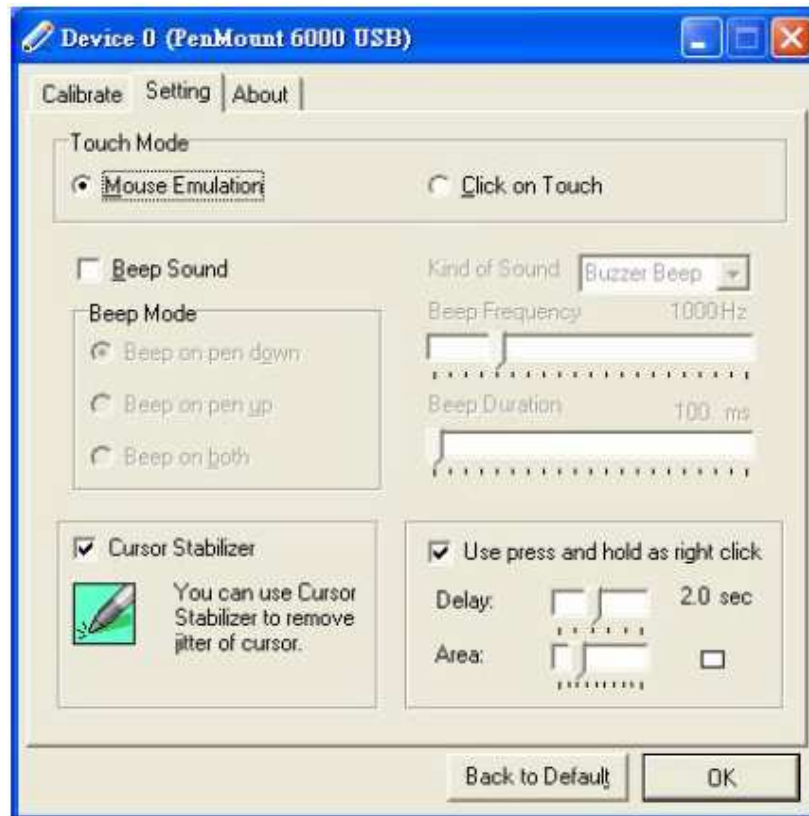 Device 0 (PenMount 6000 USB)
Calibrate Setting About
Touch Mode
Mouse Emulation Click on Touch
Beep Sound
Kind of Sound Buzzer Beep
Beep Mode
Beep Frequency 1000Hz
Beep on pen down
Beep on pen up
Beep Duration 100 ms
Beep on both
Cursor Stabilizer
You can use Cursor
Stabilizer to remove
jitter of cursor.
Use press and hold as right click
Delay: 2.0 sec
Area:
Back to Default OK